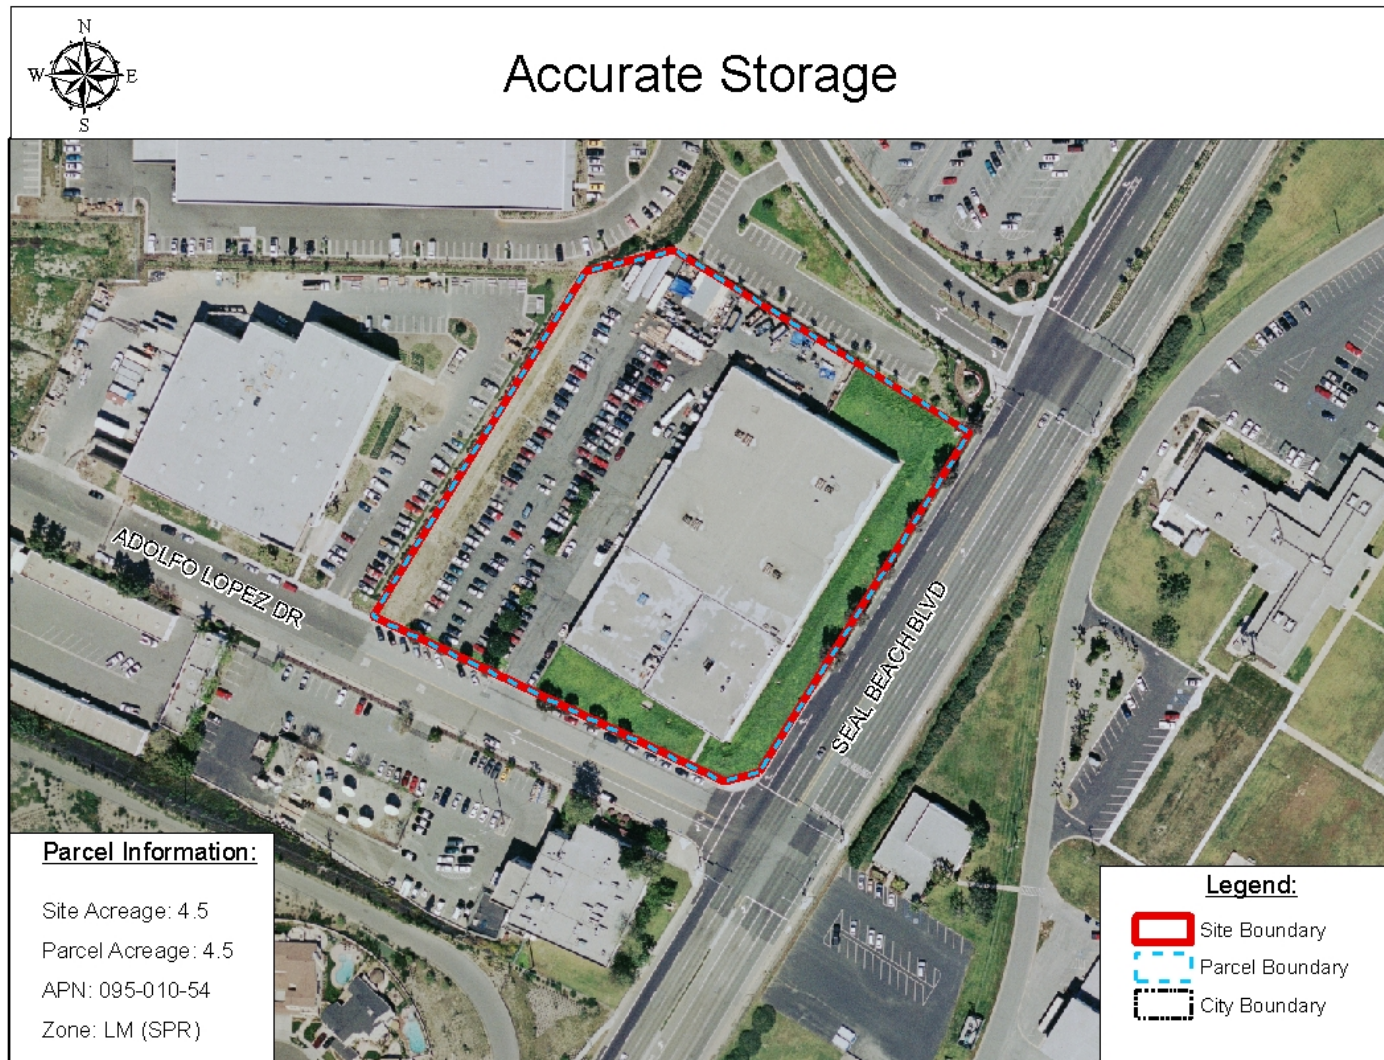 N
W E
S
Accurate Storage
ADOLFO LOPEZ DR
SEAL BEACH BLVD
Parcel Information:
Site Acreage: 4.5
Parcel Acreage: 4.5
APN: 095-010-54
Zone: LM (SPR)
Legend:
Site Boundary
Parcel Boundary
City Boundary